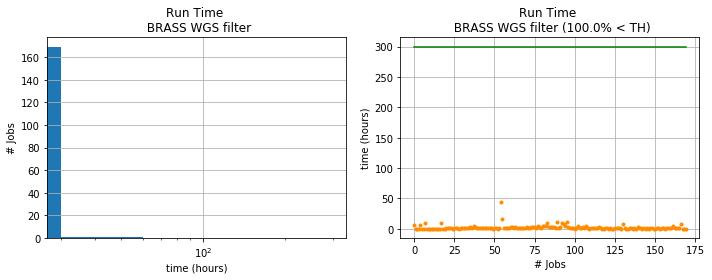 Run Time
BRASS WGS filter
160
140
120
100
80
60
40
20
0
# Jobs
10²
time (hours)
Run Time
BRASS WGS filter (100.0% < TH)
300
250
200
150
100
50
0
time (hours)
0 25 50 75 100 125 150 175
# Jobs